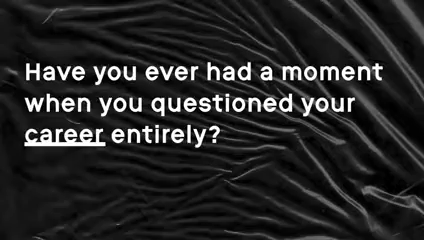 Have you ever had a moment
when you questioned your
career entirely?